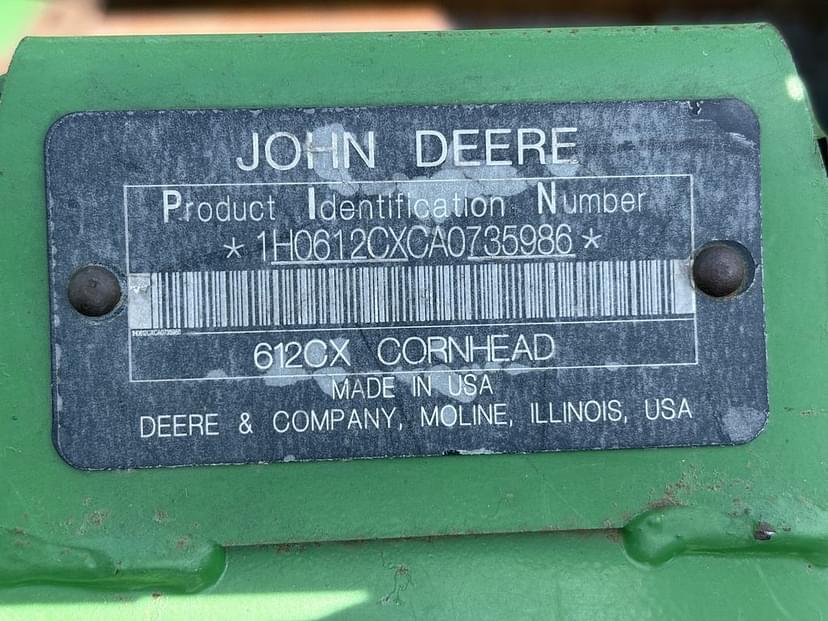 JOHN DEERE
Product Identification Number
*1H0612CXCA0735986*
612CX CORNHEAD
MADE IN USA
DEERE & COMPANY, MOLINE, ILLINOIS, USA